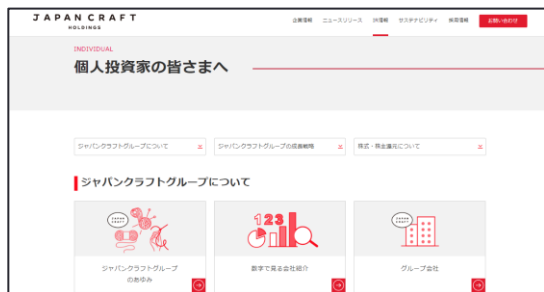 JAPAN CRAFT
HOLDINGS
企業情報 ニュースリリース IR情報 サステナビリティ 採用情報 お問い合わせ
INDIVIDUAL
個人投資家の皆さまへ
ジャパンクラフトグループについて ジャパンクラフトグループの成長戦略 株式・株主還元について
ジャパンクラフトグループについて
JAPAN CRAFT
123
JAPAN CRAFT
ジャパンクラフトグループ
のあゆみ
数字で見る会社紹介
グループ会社